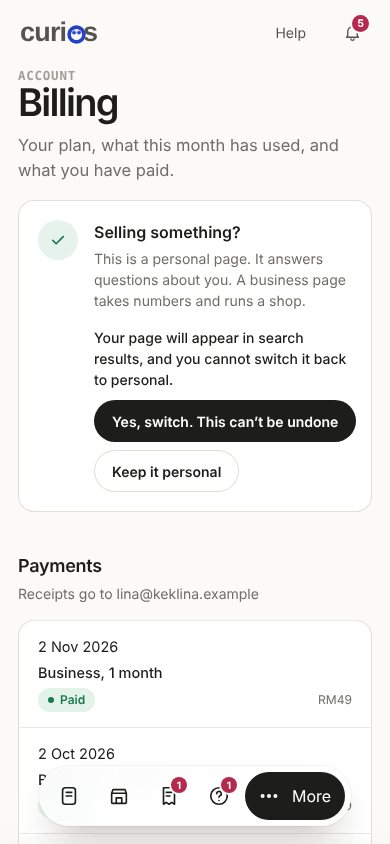 curios
Help
5
ACCOUNT
Billing
Your plan, what this month has used, and
what you have paid.
Selling something?
This is a personal page. It answers
questions about you. A business page
takes numbers and runs a shop.
Your page will appear in search
results, and you cannot switch it back
to personal.
Yes, switch. This can’t be undone
Keep it personal
Payments
Receipts go to lina@keklina.example
2 Nov 2026
Business, 1 month
Paid
RM49
2 Oct 2026
1
1
More